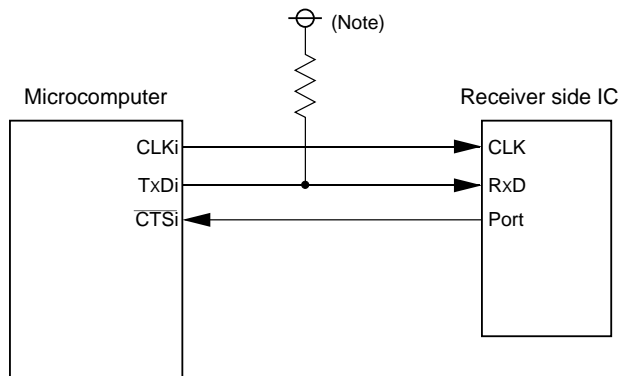 (Note)
Microcomputer
Receiver side IC
CLKi
CLK
TxDi
RxD
CTSi
Port